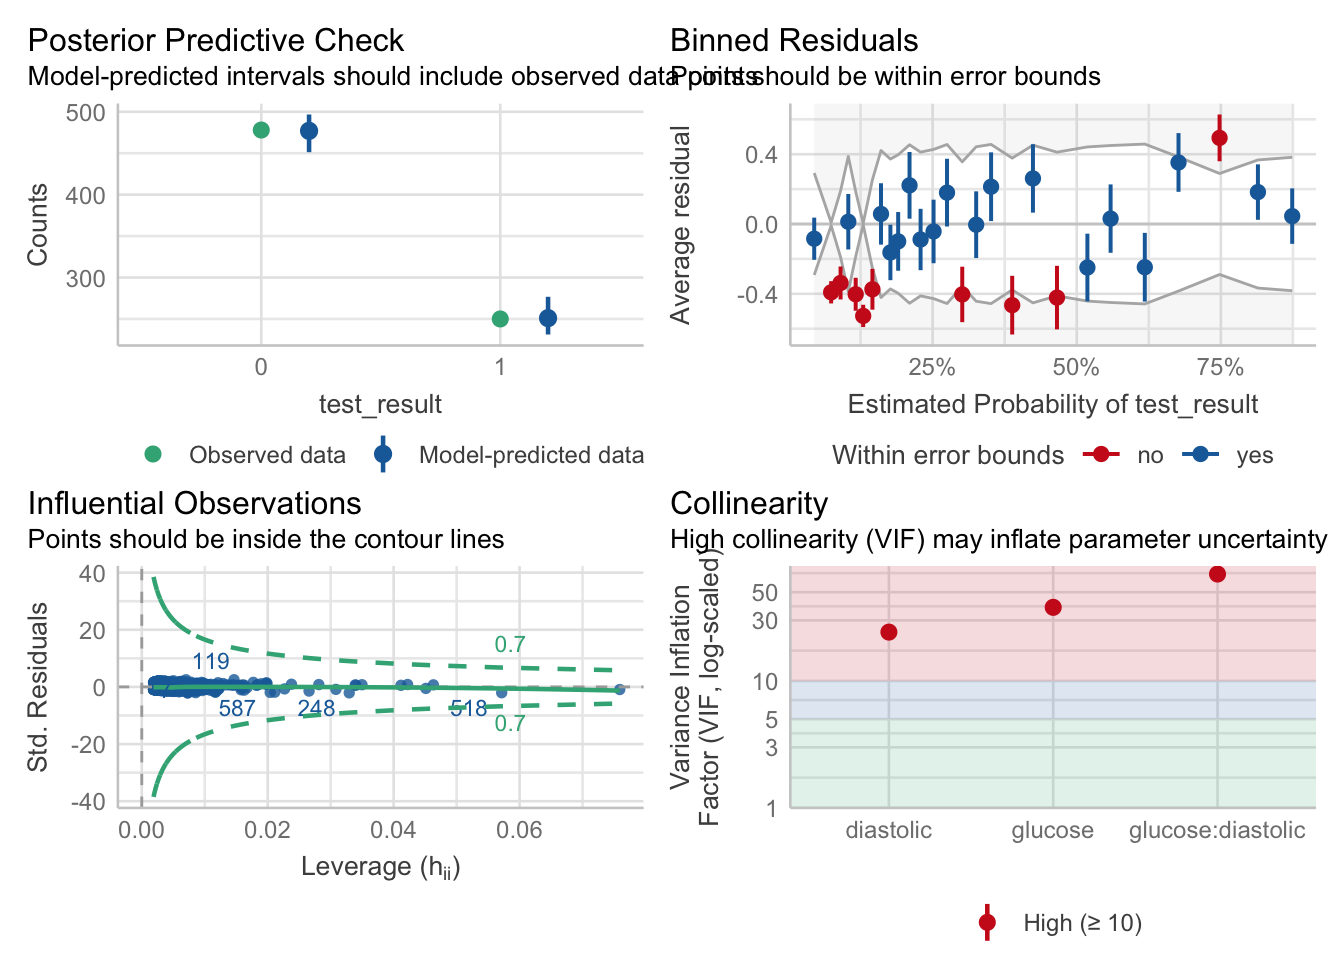 Posterior Predictive Check
Model-predicted intervals should include observed data points
500
400
300
Counts
0
1
test_result
Observed data
Model-predicted data
Binned Residuals
Points should be within error bounds
0.4
0.0
-0.4
Average residual
25%
50%
75%
Estimated Probability of test_result
Within error bounds
no
yes
Influential Observations
Points should be inside the contour lines
40
20
0
-20
-40
Std. Residuals
0.7
119
587
248
518
0.7
0.00
0.02
0.04
0.06
Leverage (hii)
Collinearity
High collinearity (VIF) may inflate parameter uncertainty
Variance Inflation
Factor (VIF, log-scaled)
50
30
10
5
3
1
diastolic
glucose
glucose:diastolic
High (≥ 10)